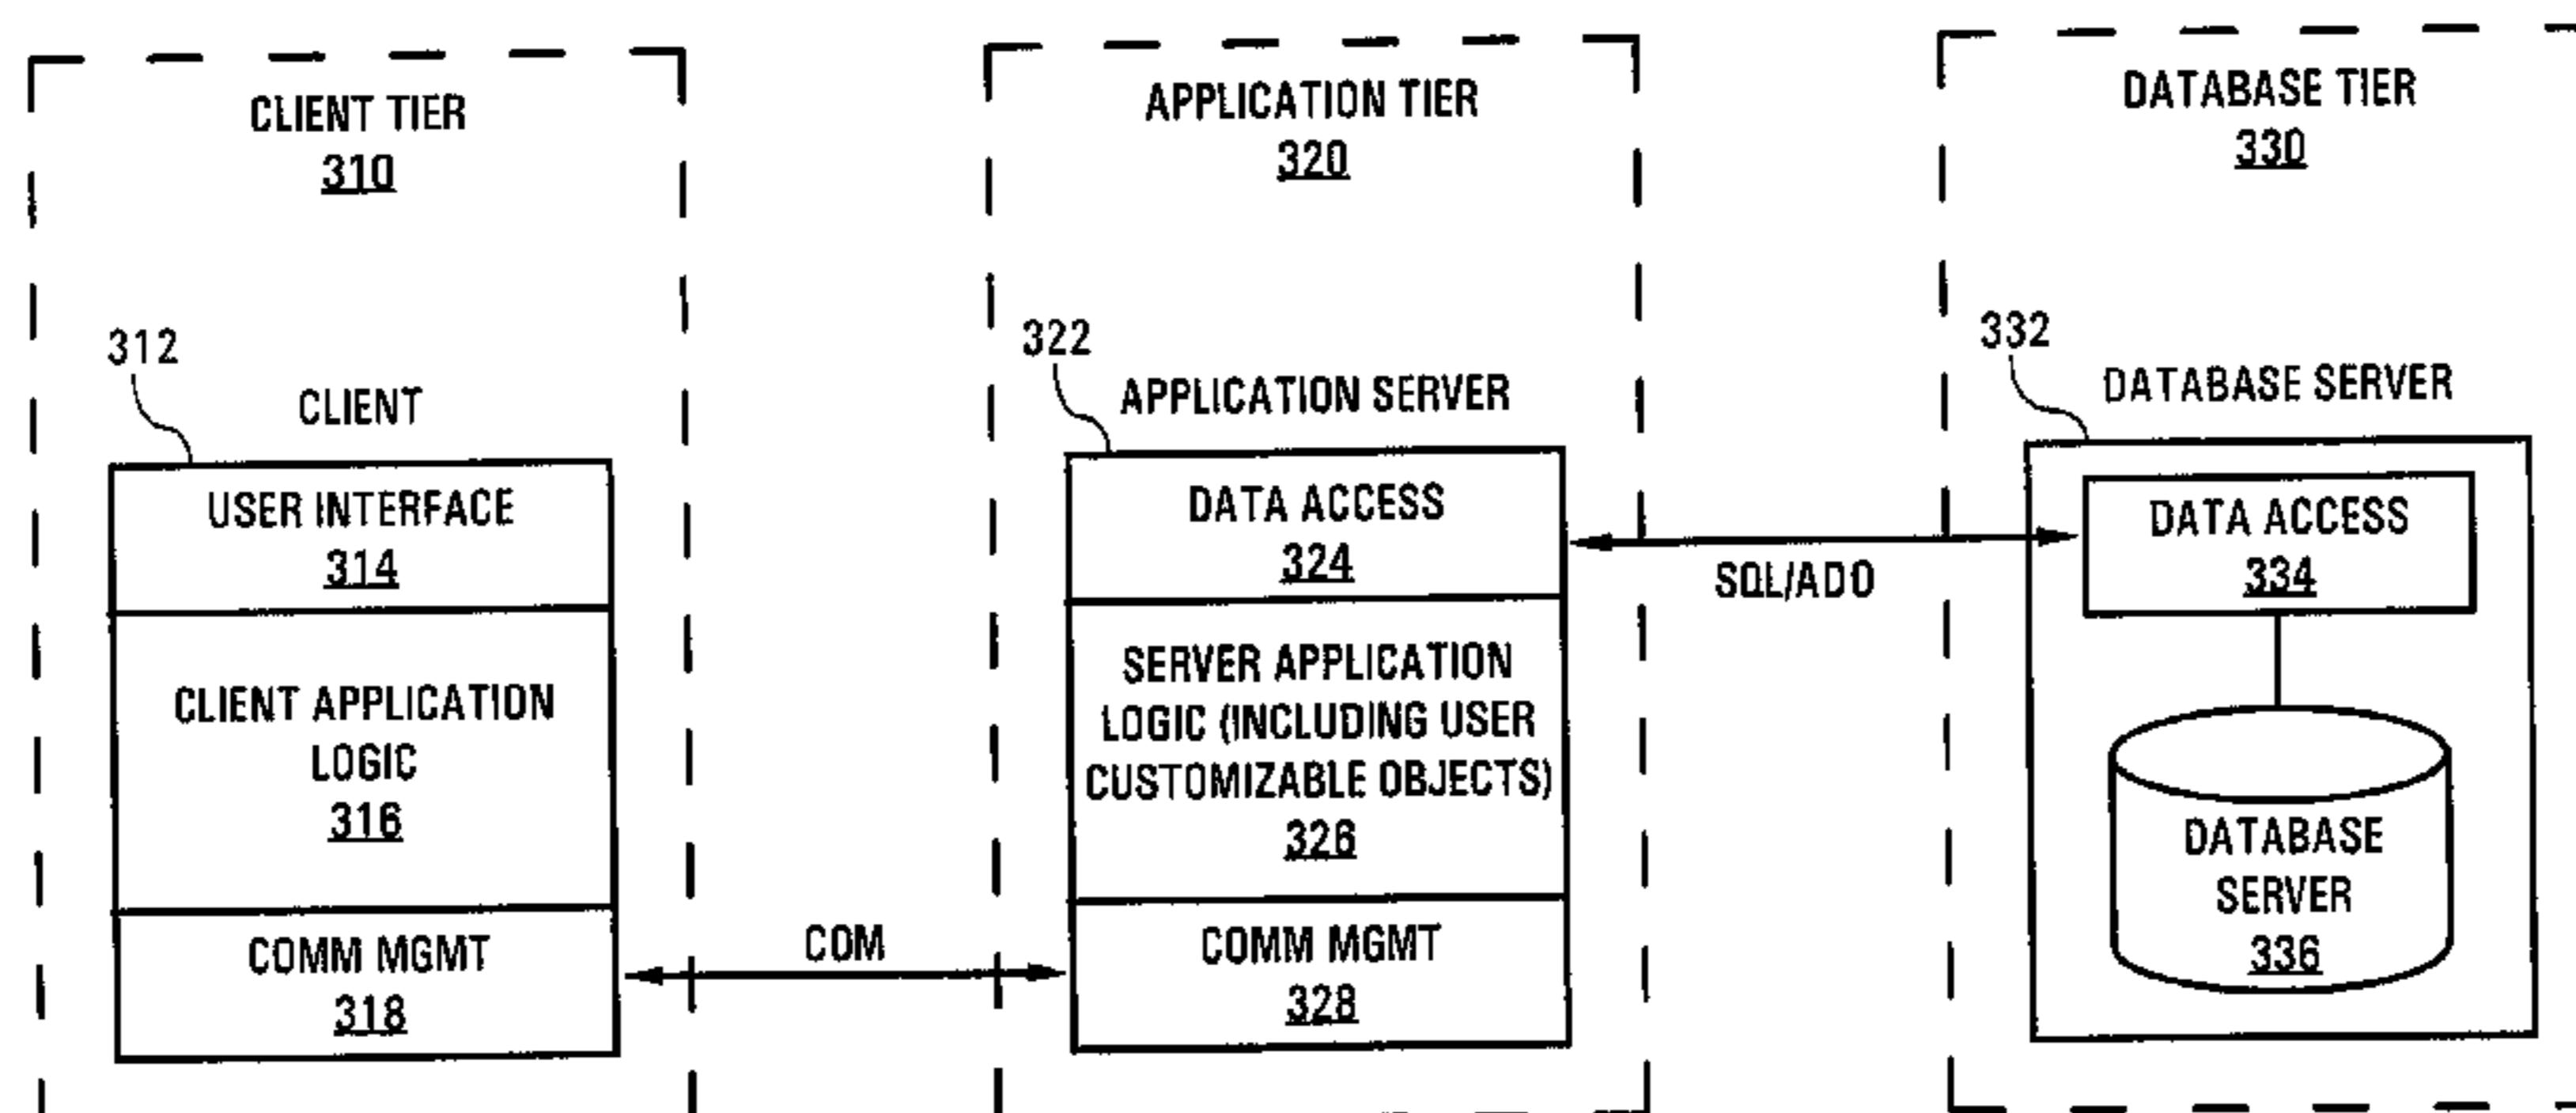 CLIENT TIER
310
312
CLIENT
USER INTERFACE
314
CLIENT APPLICATION
LOGIC
316
COMM MGMT
318
COM
APPLICATION TIER
320
322
APPLICATION SERVER
DATA ACCESS
324
SERVER APPLICATION
LOGIC (INCLUDING USER
CUSTOMIZABLE OBJECTS)
326
COMM MGMT
328
SQL/ADO
DATABASE TIER
330
332
DATABASE SERVER
DATA ACCESS
334
DATABASE
SERVER
336